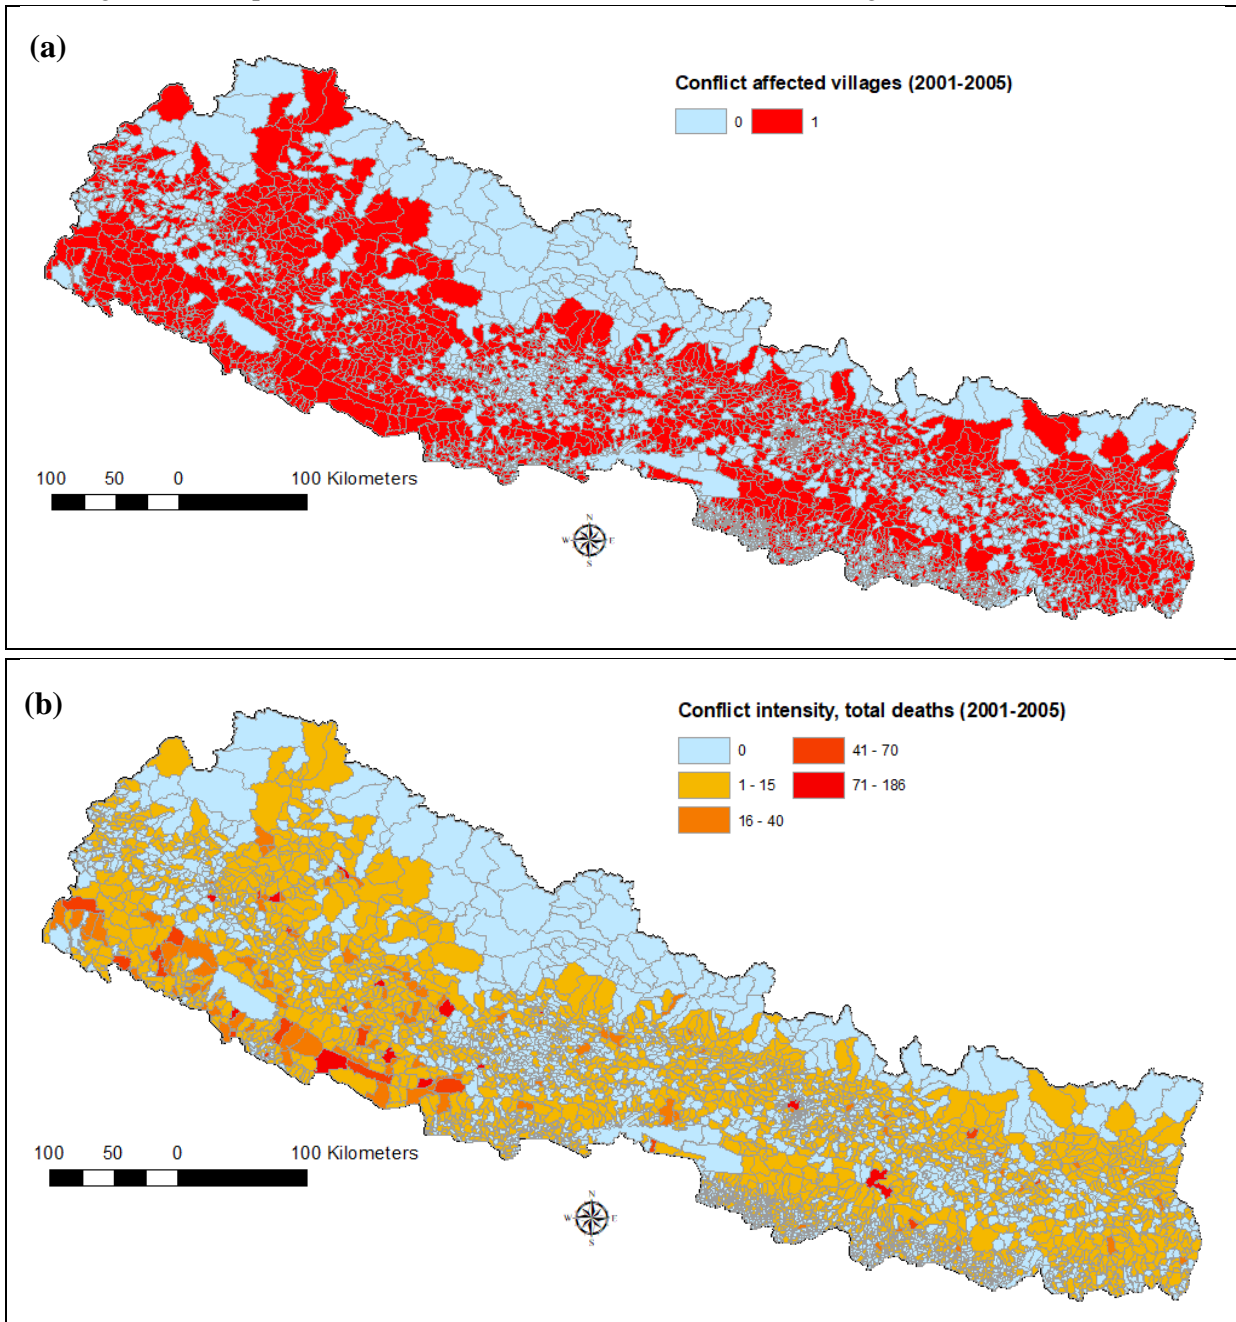 (a)
Conflict affected villages (2001-2005)
0 1
100 50 0 100 Kilometers
N
W E
S
(b)
Conflict intensity, total deaths (2001-2005)
0 41 - 70
1 - 15 71 - 186
16 - 40
100 50 0 100 Kilometers
N
W E
S